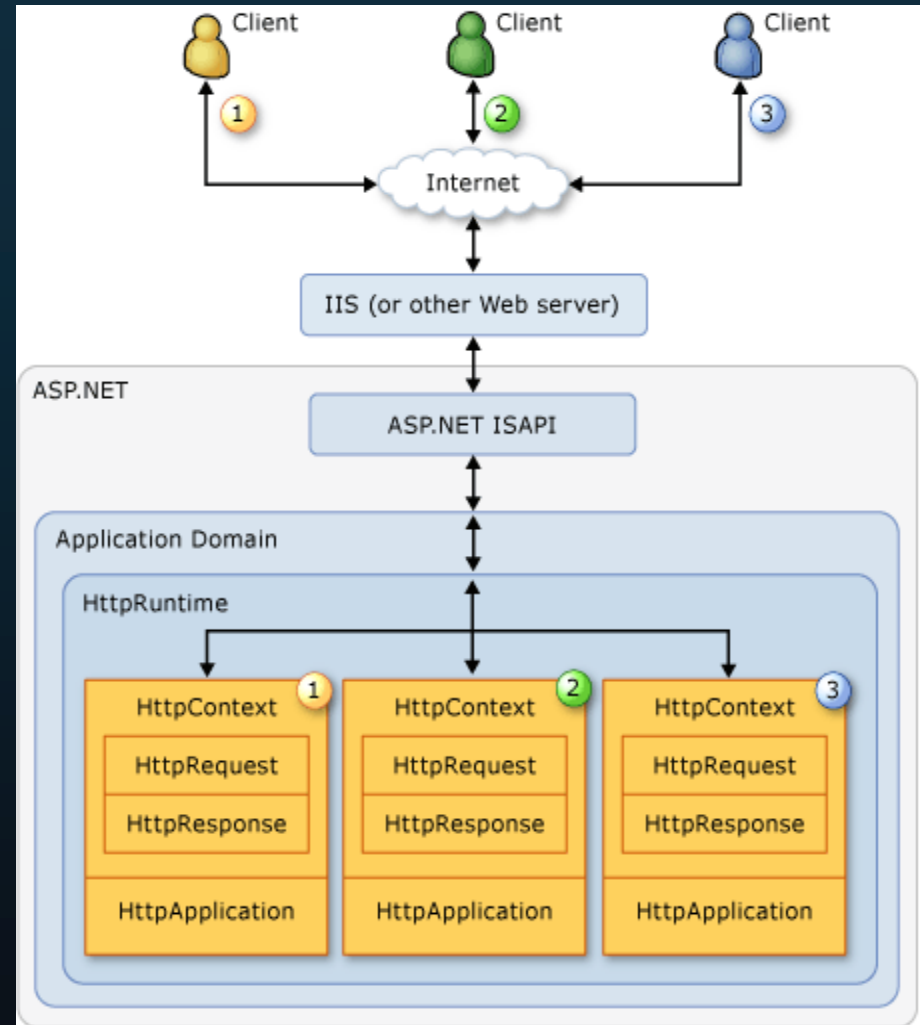 Client
Client
Client
1
2
3
Internet
IIS (or other Web server)
ASP.NET
ASP.NET ISAPI
Application Domain
HttpRuntime
HttpContext
1
HttpRequest
HttpResponse
HttpApplication
HttpContext
2
HttpRequest
HttpResponse
HttpApplication
HttpContext
3
HttpRequest
HttpResponse
HttpApplication